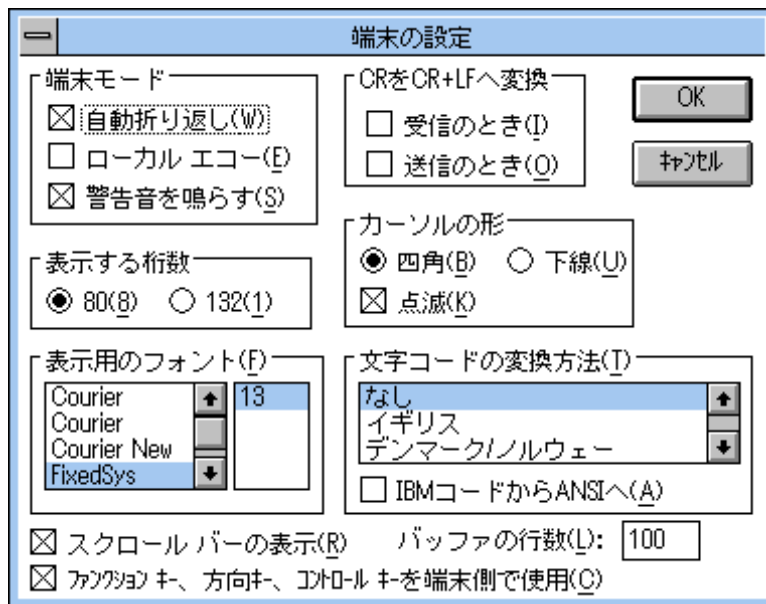 端末の設定
端末モード
自動折り返し(W)
ローカル エコー(E)
警告音を鳴らす(S)
CRをCR+LFへ変換
受信のとき(I)
送信のとき(O)
OK
ｷｬﾝｾﾙ
表示する桁数
80(8) 132(1)
カーソルの形
四角(B) 下線(U)
点滅(K)
表示用のフォント(F)
Courier
Courier
Courier New
FixedSys
13
文字コードの変換方法(T)
なし
イギリス
デンマーク/ノルウェー
IBMコードからANSIへ(A)
スクロール バーの表示(R) バッファの行数(L): 100
ﾌｧﾝｸｼｮﾝ ｷｰ、方向ｷｰ、ｺﾝﾄﾛｰﾙ ｷｰを端末側で使用(C)